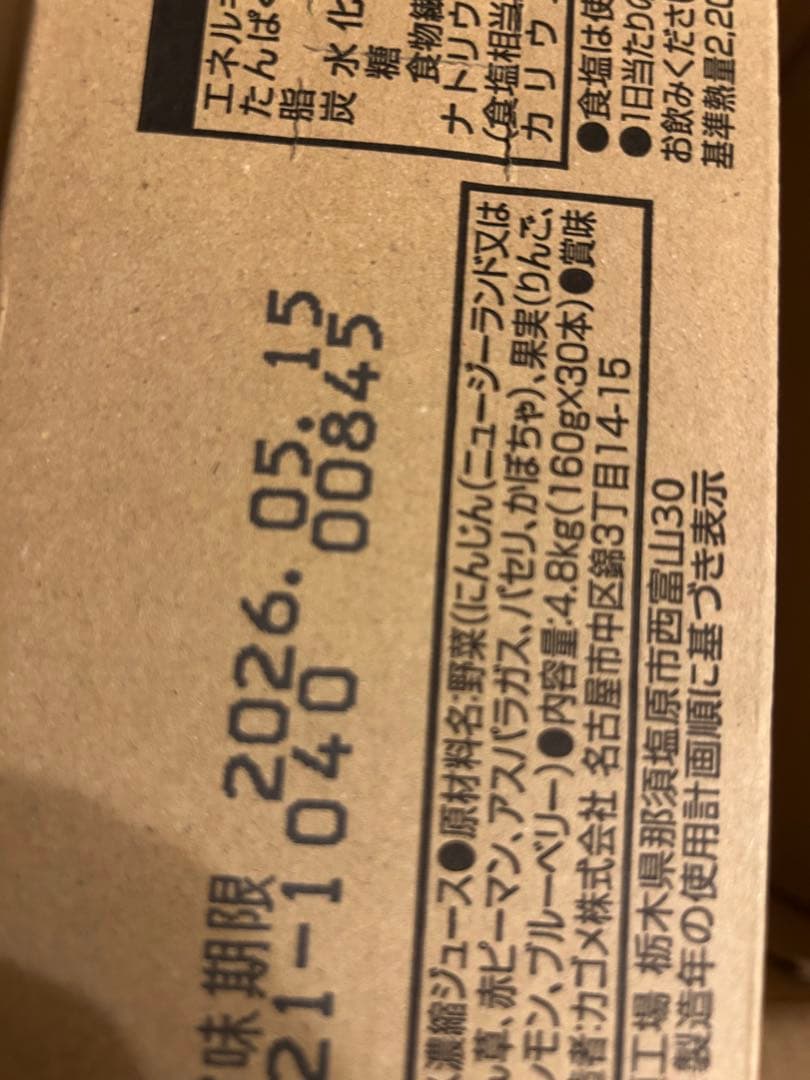 エネル
たんぱく
脂
炭水化
糖
食物繊
ナトリウ
(食塩相当
カリウ
●食塩は使
●1日当たりの
お飲みくださ
基準熱量2,20
味期限 2026. 05. 15
21-1 040 00845
濃縮ジュース●原材料名:野菜(にんじん(ニュージーランド又は
草、赤ピーマン、アスパラガス、パセリ、かぼちゃ)、果実(りんご、
モン、ブルーベリー)●内容量:4.8kg(160g×30本)●賞味
者:カゴメ株式会社 名古屋市中区錦3丁目14-15
工場 栃木県那須塩原市西富山30
製造年の使用計画順に基づき表示